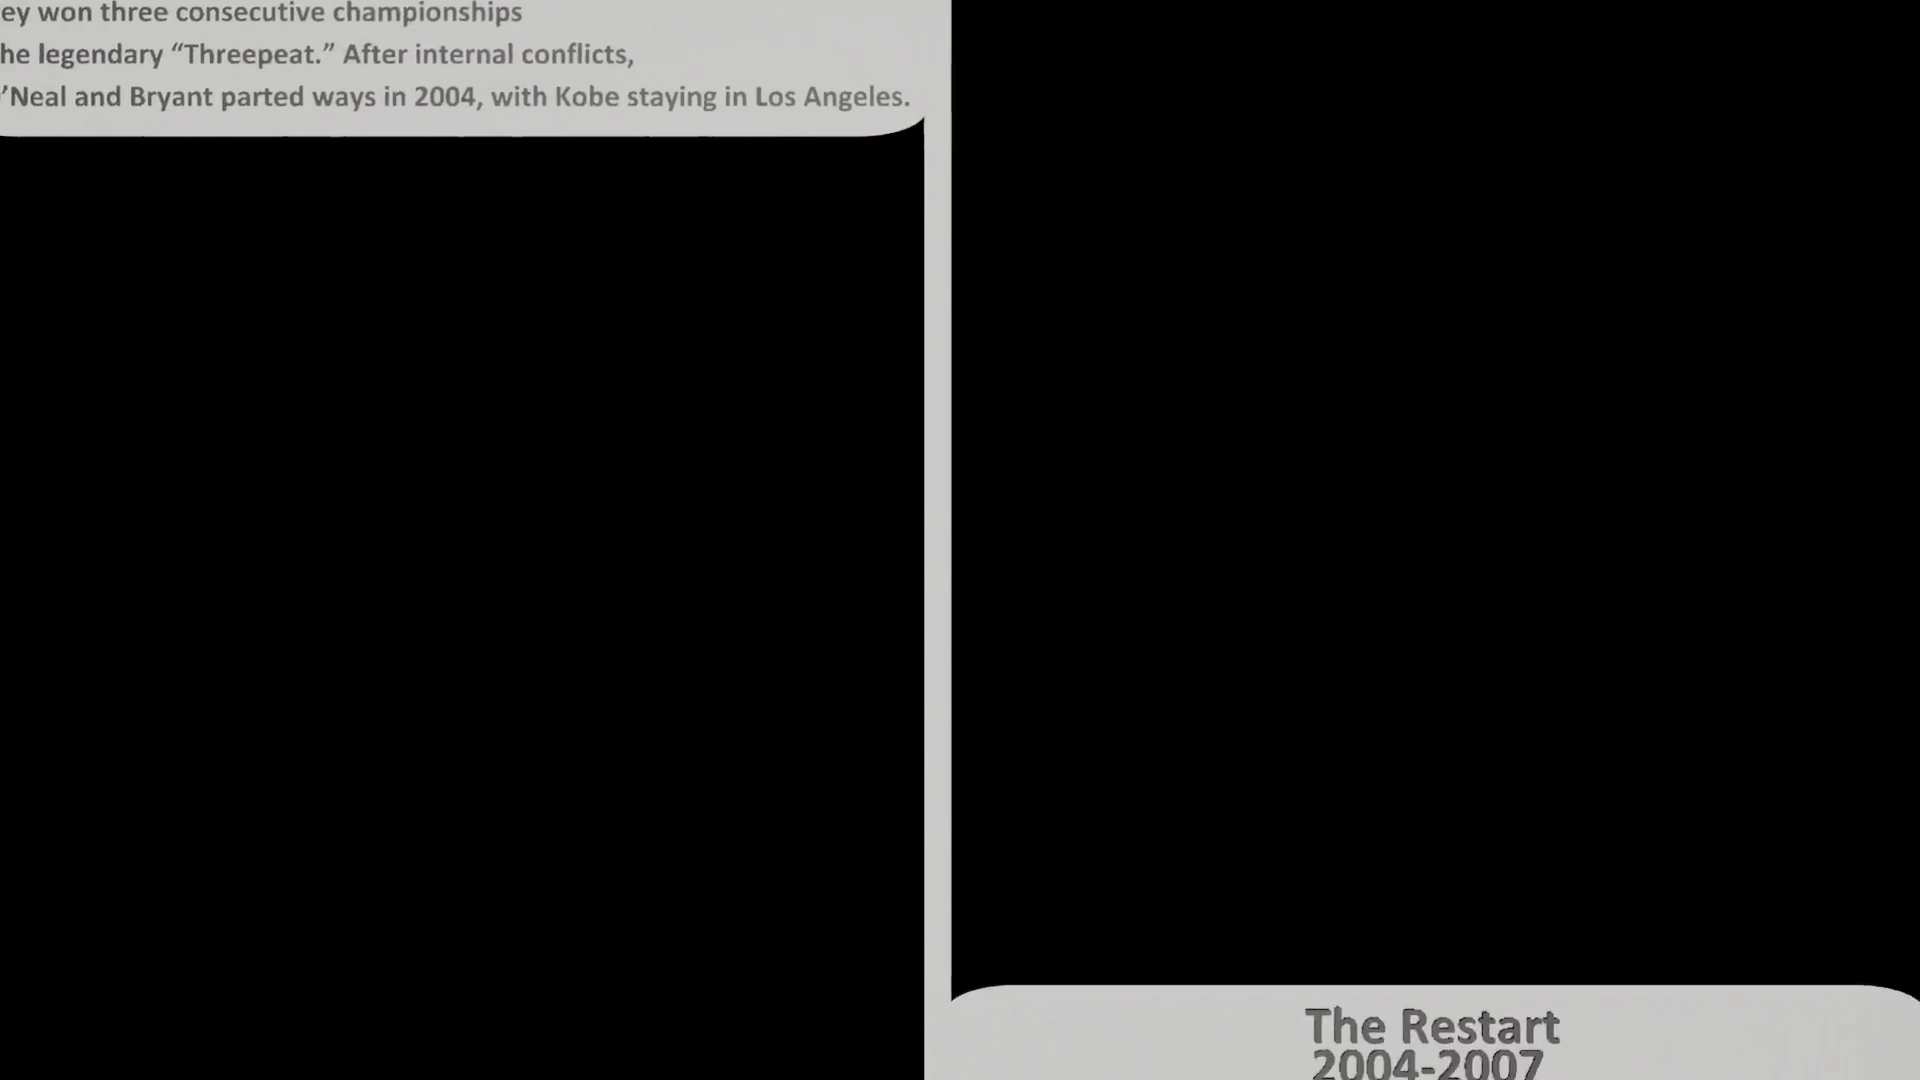 ey won three consecutive championships
he legendary “Threepeat.” After internal conflicts,
’Neal and Bryant parted ways in 2004, with Kobe staying in Los Angeles.
The Restart
2004-2007